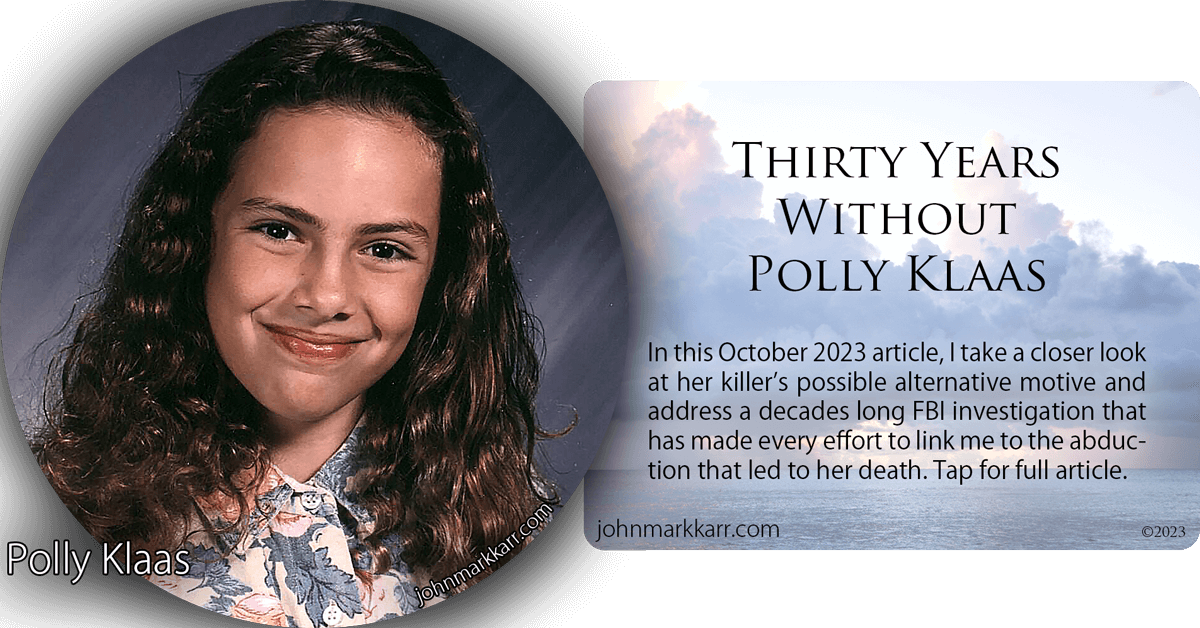 Polly Klaas
johnmarkkarr.com
Thirty Years
Without
Polly Klaas
In this October 2023 article, I take a closer look
at her killer’s possible alternative motive and
address a decades long FBI investigation that
has made every effort to link me to the abduc-
tion that led to her death. Tap for full article.
johnmarkkarr.com
©2023